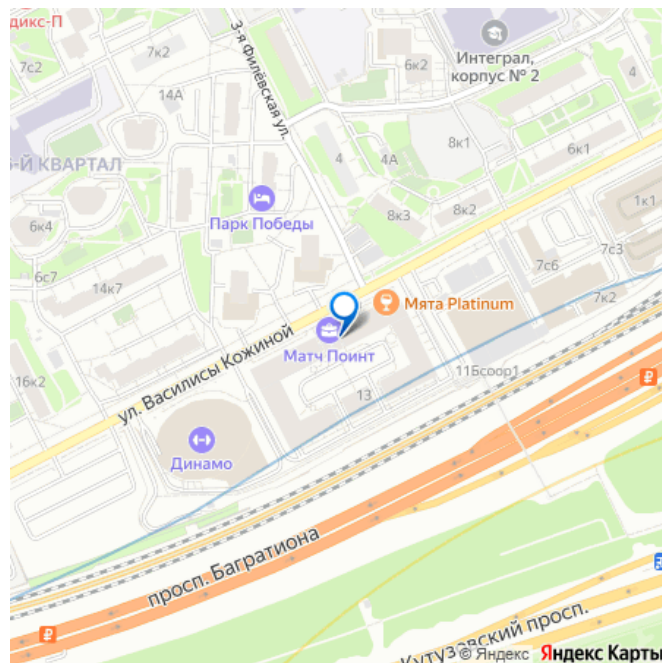 дикс-П
7к2
7с2
3-я Филёвская ул.
6к2
Интеграл,
корпус № 2
4
14А
8к1
6к1
4
4А
-Й КВАРТАЛ
1к1
8к2
8к3
6к4
Парк Победы
7с3
7с6
6с7
14к7
7к2
Мята Platinum
ул. Василисы Кожиной
Матч Поинт
116соор1
16к2
13
Динамо
просп. Багратиона
Кутузовский просп.
© Яндекс Яндекс Карты